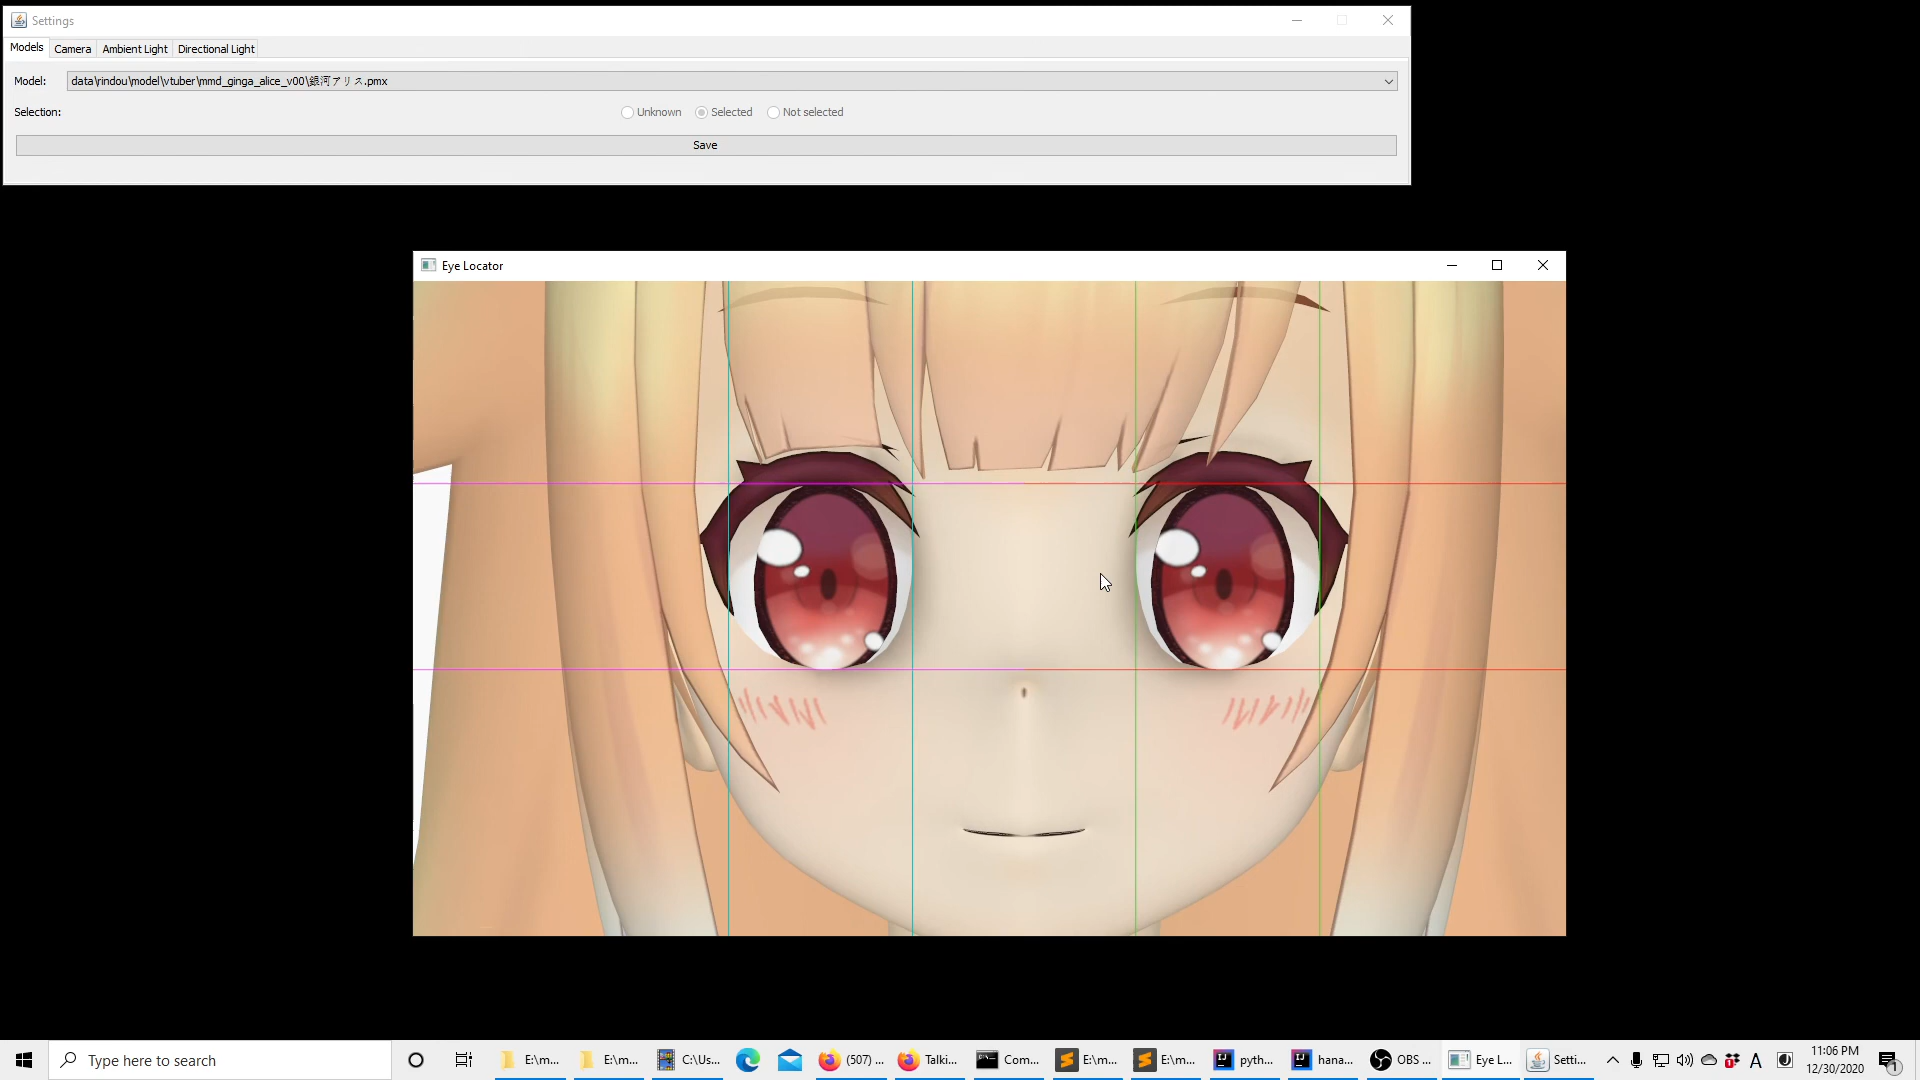 Settings
Models Camera Ambient Light Directional Light
Model: data\rindou\model\vtuber\mmd_ginga_alice_v00\銀河アリス.pmx
Selection: Unknown Selected Not selected
Save
Eye Locator
Type here to search E:\m... E:\m... C:\Us... (507) ... Talki... Com... E:\m... E:\m... pyth... hana... OBS ... Eye L... Setti... A 1
11:06 PM
12/30/2020